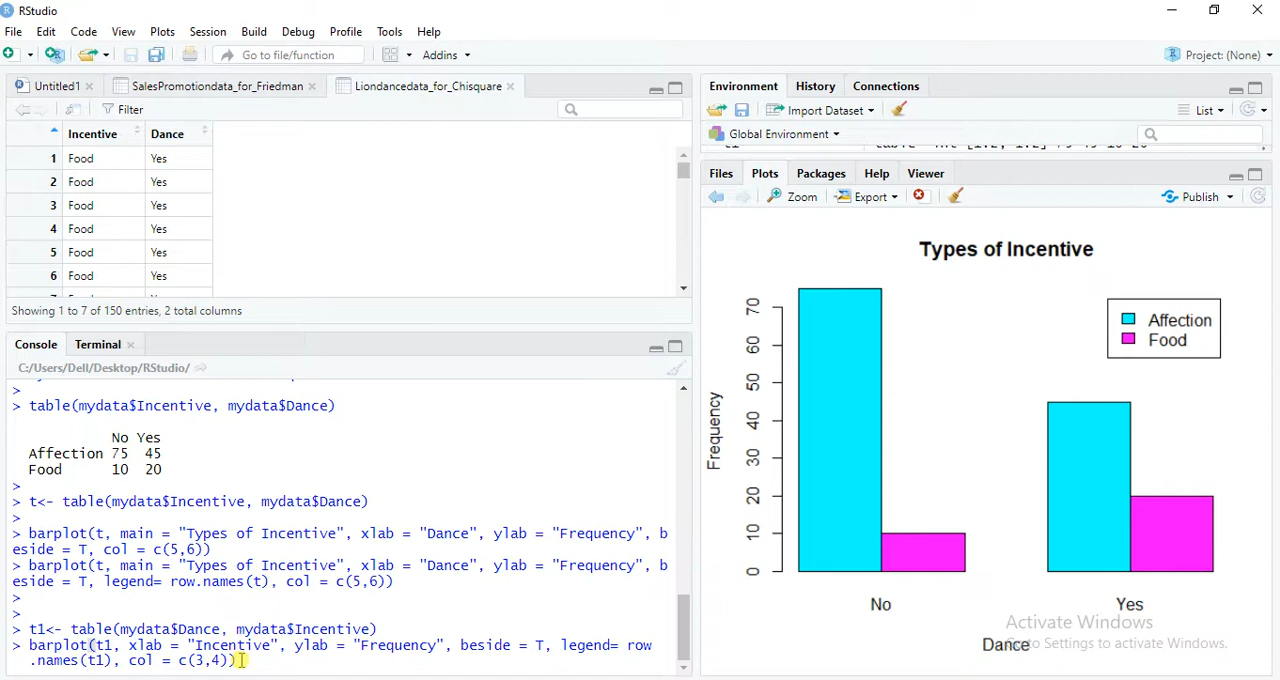 RStudio
File Edit Code View Plots Session Build Debug Profile Tools Help
Go to file/function Addins Project: (None)
Untitled1 SalesPromotiondata_for_Friedman Liondancedata_for_Chisquare
Filter
Incentive Dance
1 Food Yes
2 Food Yes
3 Food Yes
4 Food Yes
5 Food Yes
6 Food Yes
Showing 1 to 7 of 150 entries, 2 total columns
Console Terminal
C:/Users/Dell/Desktop/RStudio/
>
> table(mydata$Incentive, mydata$Dance)
No Yes
Affection 75 45
Food 10 20
>
> t<- table(mydata$Incentive, mydata$Dance)
>
> barplot(t, main = "Types of Incentive", xlab = "Dance", ylab = "Frequency", b
eside = T, col = c(5,6))
> barplot(t, main = "Types of Incentive", xlab = "Dance", ylab = "Frequency", b
eside = T, legend= row.names(t), col = c(5,6))
>
>
> t1<- table(mydata$Dance, mydata$Incentive)
> barplot(t1, xlab = "Incentive", ylab = "Frequency", beside = T, legend= row
.names(t1), col = c(3,4))
Environment History Connections
Import Dataset List
Global Environment
Files Plots Packages Help Viewer
Zoom Export Publish
Types of Incentive
Affection
Food
70
60
50
40
30
20
10
0
Frequency
No Yes
Dance
Activate Windows
Go to Settings to activate Windows.